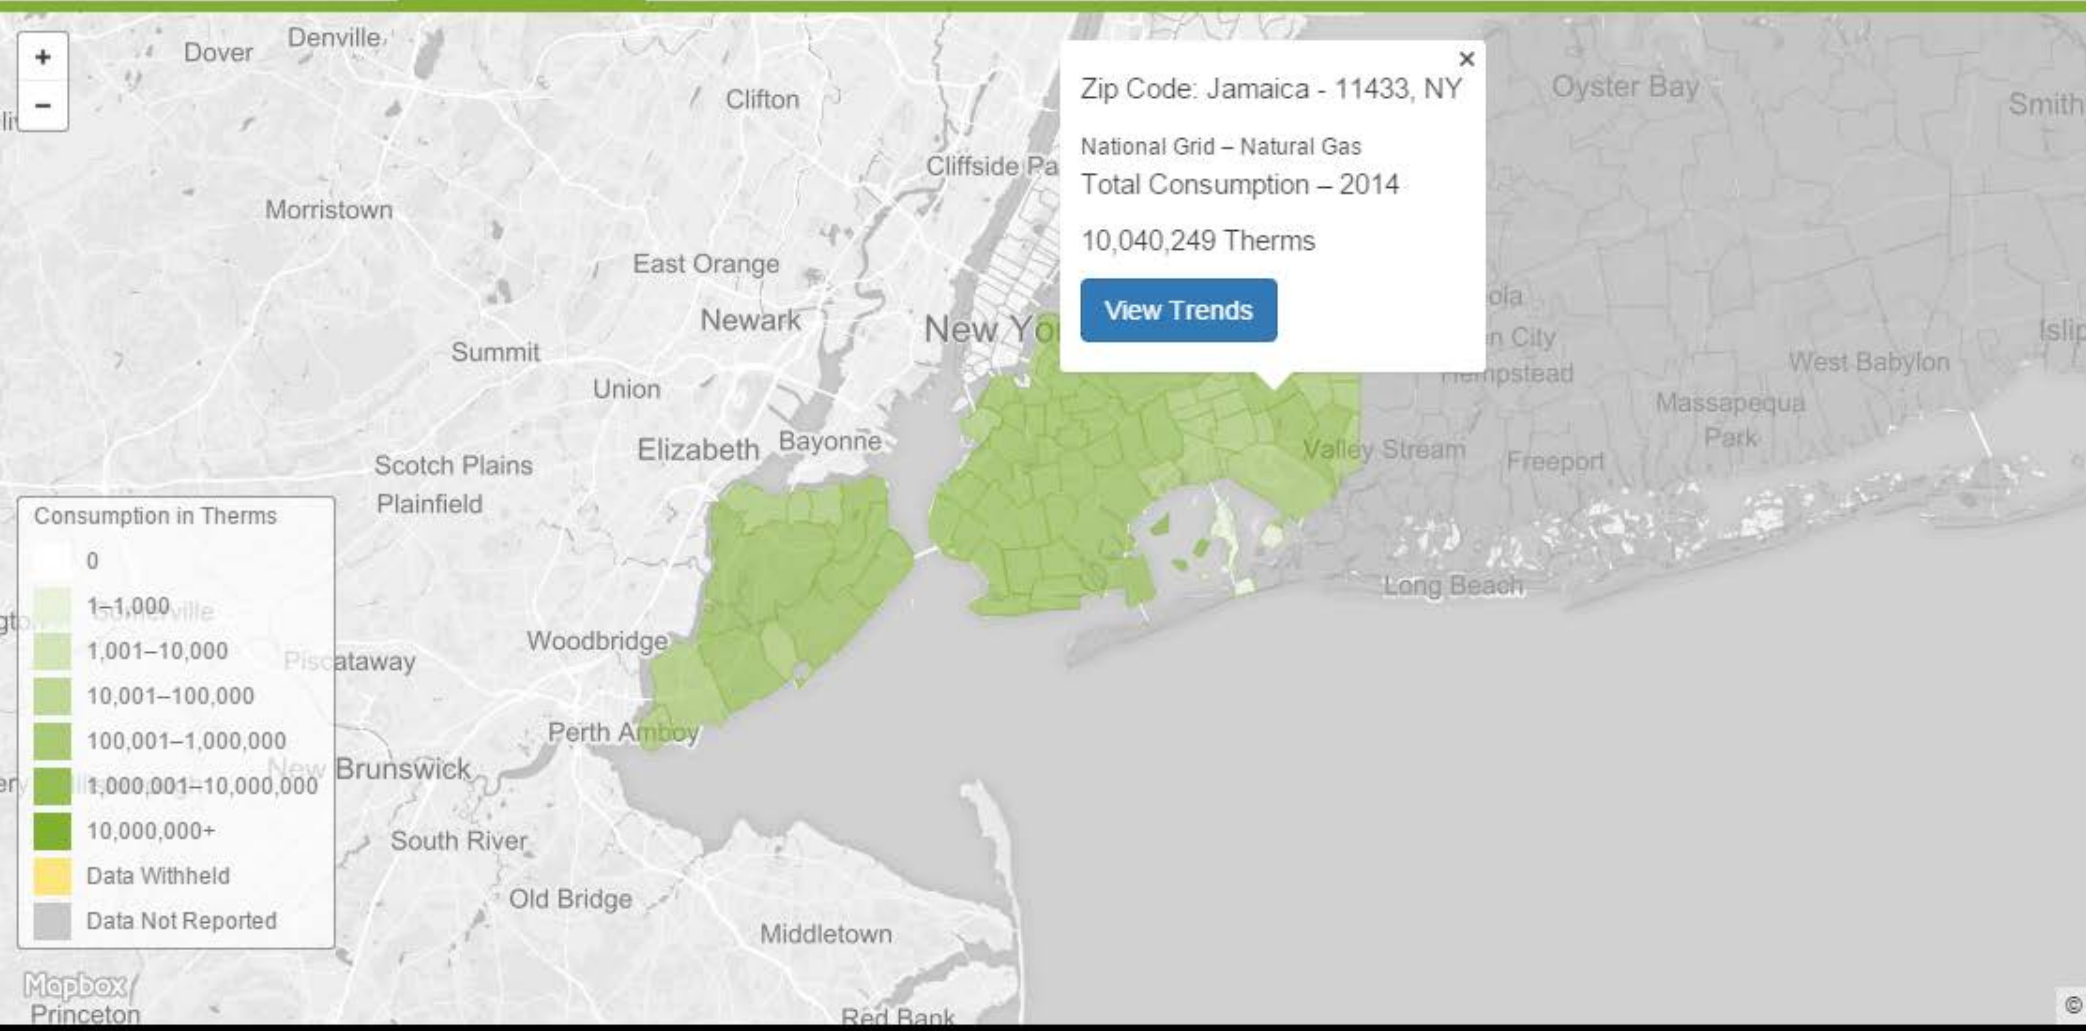 +
−
Dover
Denville
Clifton
Cliffside Pa
Morristown
East Orange
Newark
New Yo
Summit
Union
Elizabeth
Bayonne
Scotch Plains
Plainfield
Zip Code: Jamaica - 11433, NY
×
National Grid – Natural Gas
Total Consumption – 2014
10,040,249 Therms
View Trends
Oyster Bay
Smith
ola
n City
Hempstead
Islip
West Babylon
Massapequa
Park
Valley Stream
Freeport
Long Beach
Consumption in Therms
0
1–1,000
1,001–10,000
10,001–100,000
100,001–1,000,000
1,000,001–10,000,000
10,000,000+
Data Withheld
Data Not Reported
Woodbridge
Piscataway
Perth Amboy
New Brunswick
South River
Old Bridge
Middletown
Red Bank
Mapbox
Princeton
©